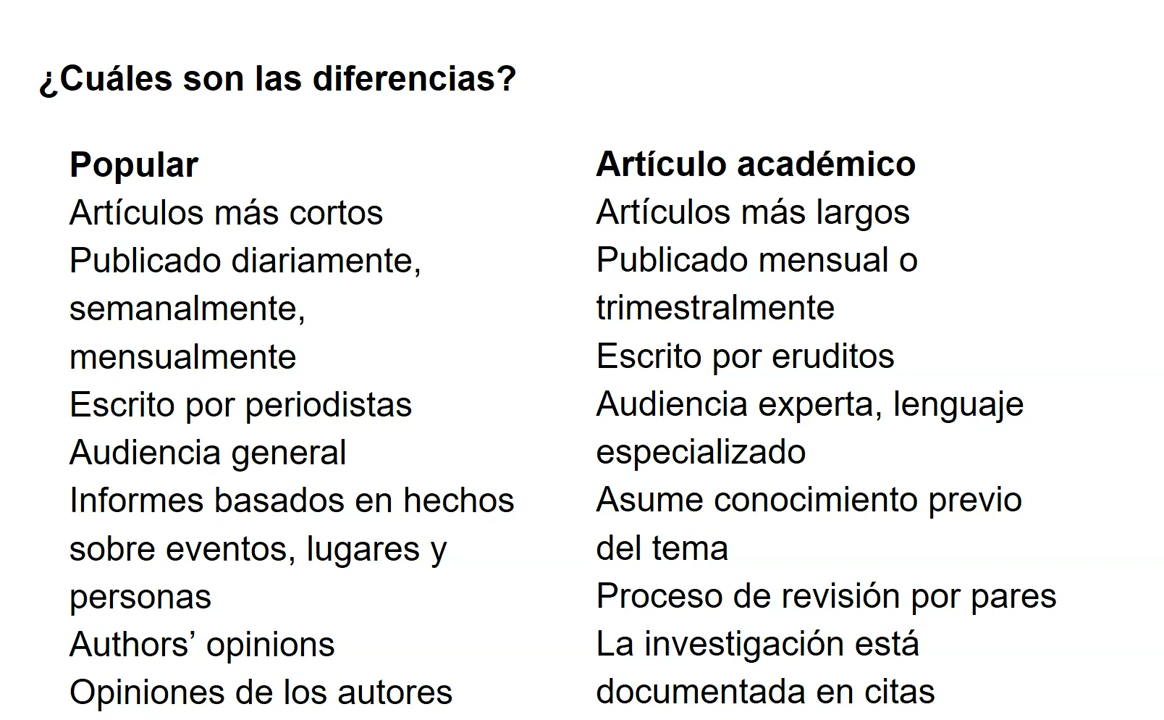 ¿Cuáles son las diferencias?
Popular
Artículos más cortos
Publicado diariamente,
semanalmente,
mensualmente
Escrito por periodistas
Audiencia general
Informes basados en hechos
sobre eventos, lugares y
personas
Authors’ opinions
Opiniones de los autores
Artículo académico
Artículos más largos
Publicado mensual o
trimestralmente
Escrito por eruditos
Audiencia experta, lenguaje
especializado
Asume conocimiento previo
del tema
Proceso de revisión por pares
La investigación está
documentada en citas